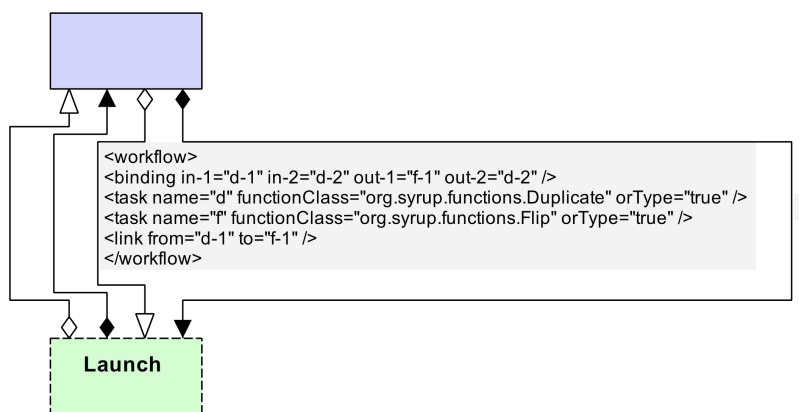 <workflow>
<binding in-1="d-1" in-2="d-2" out-1="f-1" out-2="d-2" />
<task name="d" functionClass="org.syrup.functions.Duplicate" orType="true" />
<task name="f" functionClass="org.syrup.functions.Flip" orType="true" />
<link from="d-1" to="f-1" />
</workflow>
Launch